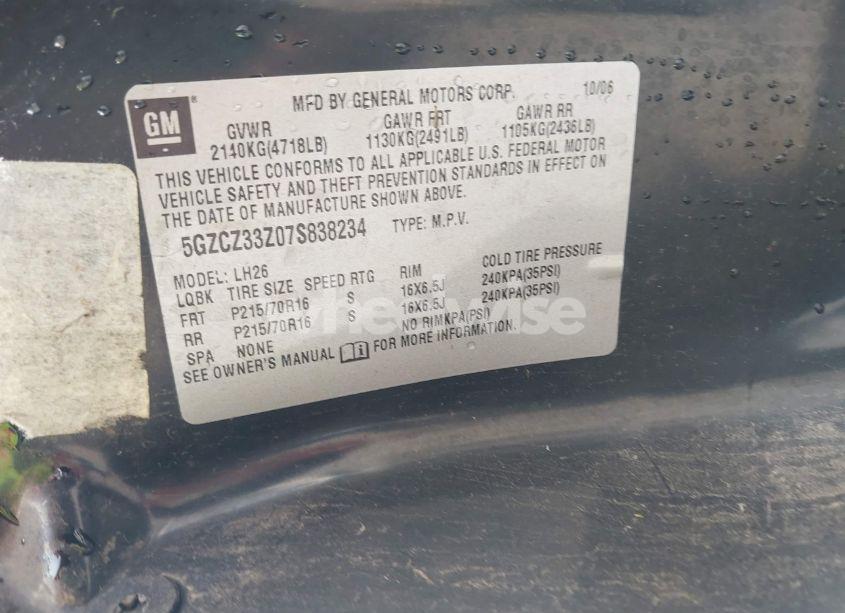 GM
MFD BY GENERAL MOTORS CORP. 10/06
GVWR GAWR FRT GAWR RR
2140KG(4718LB) 1130KG(2491LB) 1105KG(2436LB)
THIS VEHICLE CONFORMS TO ALL APPLICABLE U.S. FEDERAL MOTOR
VEHICLE SAFETY AND THEFT PREVENTION STANDARDS IN EFFECT ON
THE DATE OF MANUFACTURE SHOWN ABOVE.
5GZCZ33Z07S838234 TYPE: M.P.V.
MODEL: LH26
LQBK TIRE SIZE SPEED RTG RIM COLD TIRE PRESSURE
FRT P215/70R16 S 16X6.5J 240KPA(35PSI)
RR P215/70R16 S 16X6.5J 240KPA(35PSI)
SPA NONE NO RIMKPA(PSI)
SEE OWNER'S MANUAL FOR MORE INFORMATION.